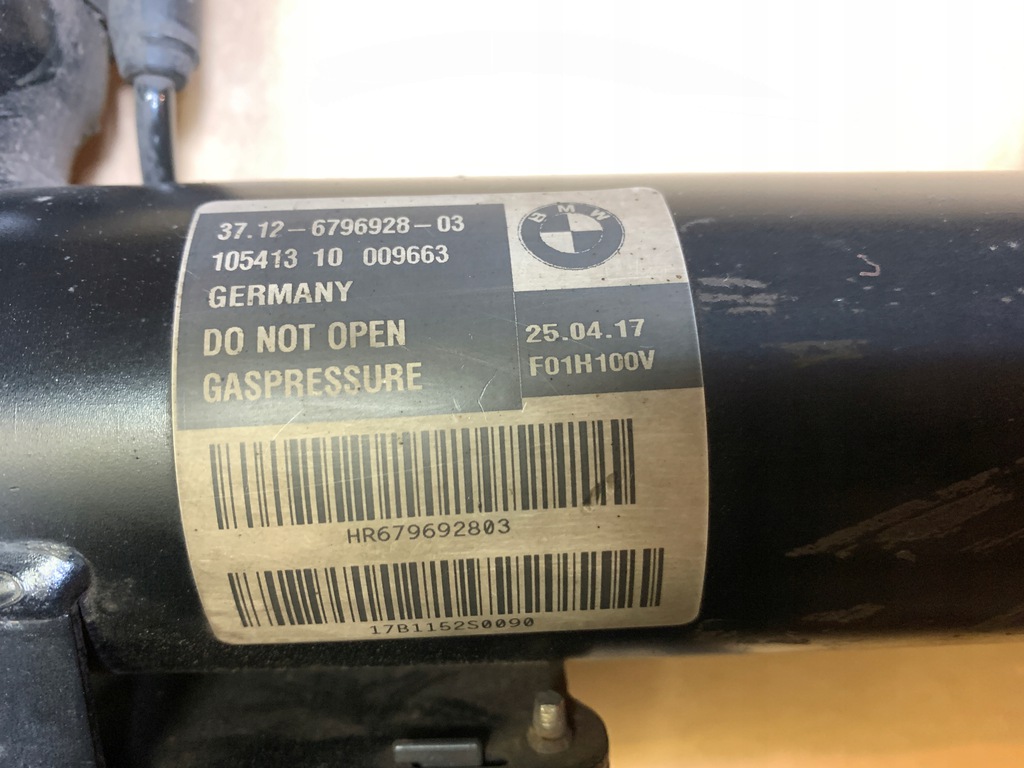 37.12-6796928-03
105413 10 009663
GERMANY
DO NOT OPEN
GASPRESSURE
BMW
25.04.17
F01H100V
HR679692803
17B1152S0090